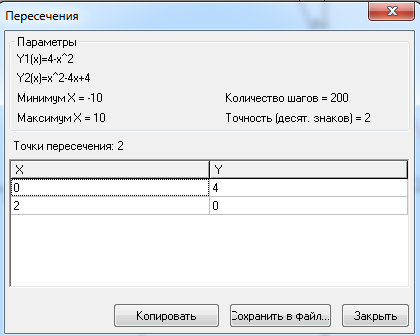 Пересечения
Параметры
Y1(x)=4-x^2
Y2(x)=x^2-4x+4
Минимум X = -10
Количество шагов = 200
Максимум X = 10
Точность (десят. знаков) = 2
Точки пересечения: 2
X Y
0 4
2 0
Копировать Сохранить в файл... Закрыть